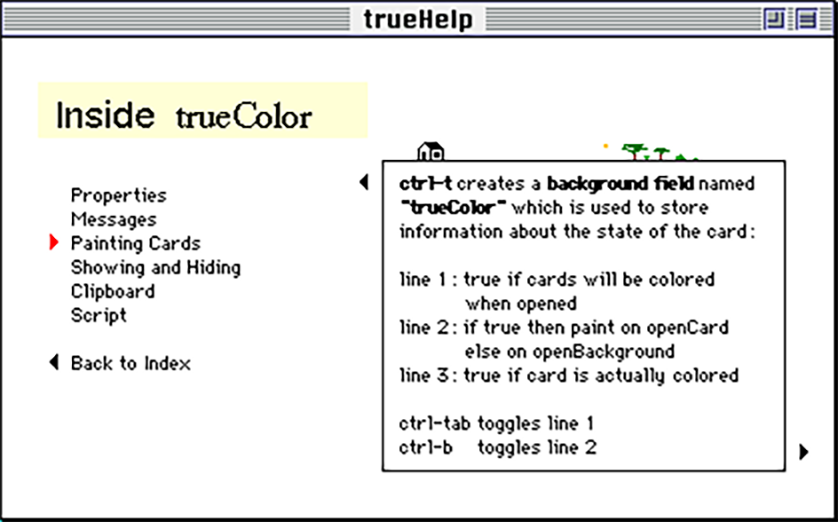 trueHelp
Inside trueColor
Properties
Messages
Painting Cards
Showing and Hiding
Clipboard
Script
Back to Index
ctrl-t creates a background field named
"trueColor" which is used to store
information about the state of the card:
line 1: true if cards will be colored
when opened
line 2: if true then paint on openCard
else on openBackground
line 3: true if card is actually colored
ctrl-tab toggles line 1
ctrl-b toggles line 2